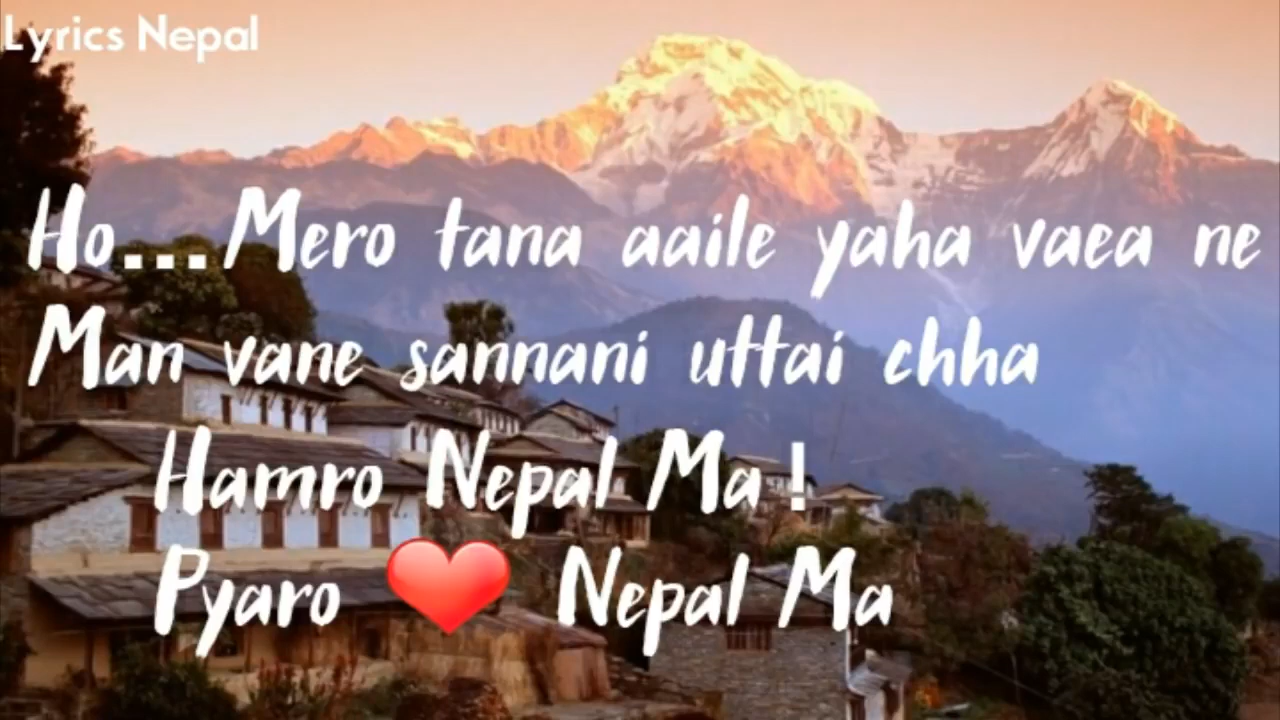 Lyrics Nepal
Ho...Mero tana aaile yaha vaea ne
Man vane sannani uttai chha
Hamro Nepal Ma!
Pyaro ❤️ Nepal Ma